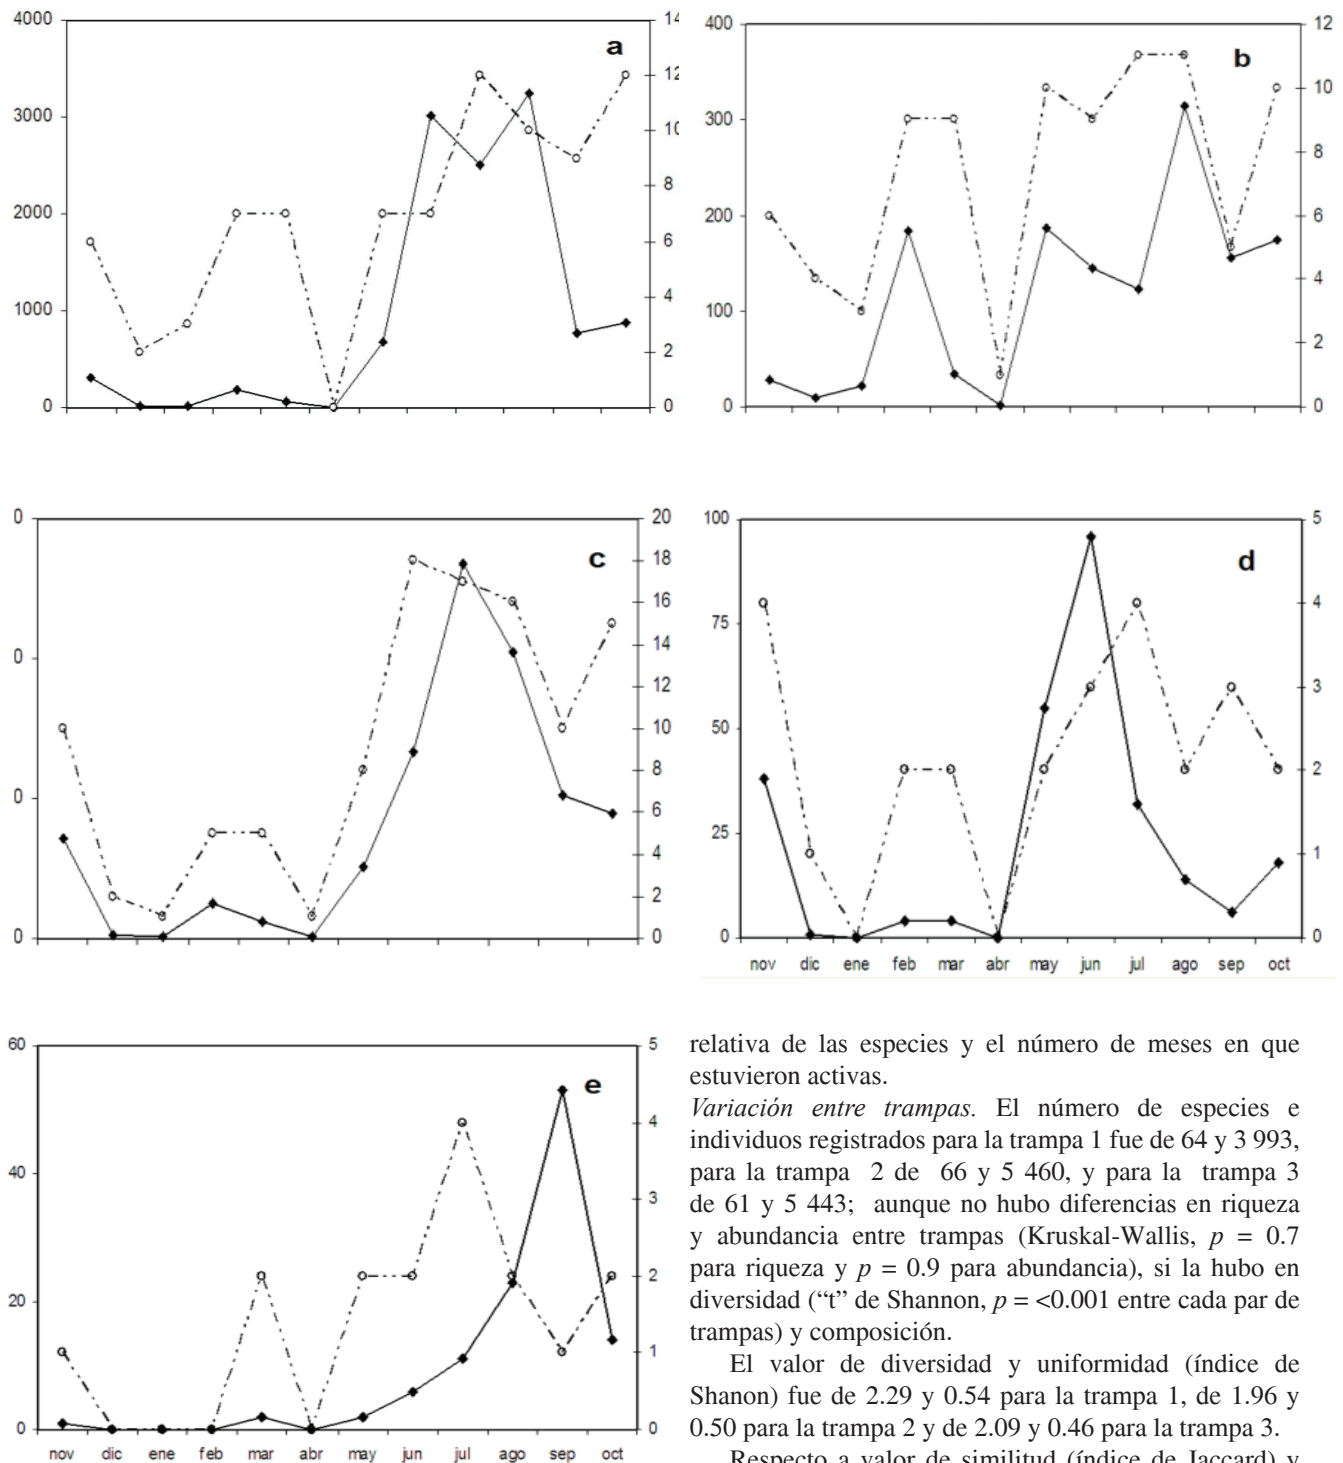 4000
3000
2000
1000
0
14
12
10
8
6
4
2
0
a
400
300
200
100
0
12
10
8
6
4
2
0
b
0
0
0
0
20
18
16
14
12
10
8
6
4
2
0
c
100
75
50
25
0
5
4
3
2
1
0
d
nov dic ene feb mar abr may jun jul ago sep oct
60
40
20
0
5
4
3
2
1
0
e
nov dic ene feb mar abr may jun jul ago sep oct
relativa de las especies y el número de meses en que
estuvieron activas.
Variación entre trampas. El número de especies e
individuos registrados para la trampa 1 fue de 64 y 3 993,
para la trampa 2 de 66 y 5 460, y para la trampa 3
de 61 y 5 443; aunque no hubo diferencias en riqueza
y abundancia entre trampas (Kruskal-Wallis, p = 0.7
para riqueza y p = 0.9 para abundancia), si la hubo en
diversidad (“t” de Shannon, p = <0.001 entre cada par de
trampas) y composición.
El valor de diversidad y uniformidad (índice de
Shanon) fue de 2.29 y 0.54 para la trampa 1, de 1.96 y
0.50 para la trampa 2 y de 2.09 y 0.46 para la trampa 3.
Respecto a valor de similitud (índice de Jaccard) y